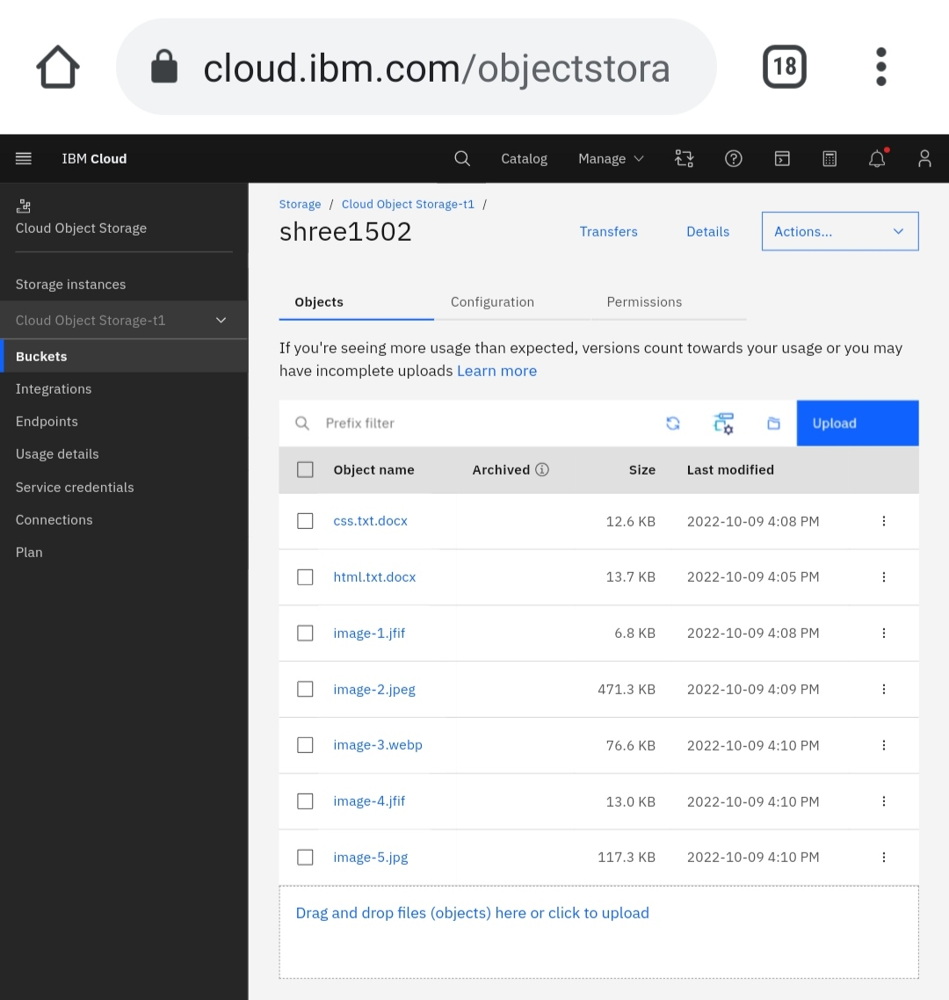 cloud.ibm.com/objectstora
18
IBM Cloud
Catalog
Manage
Cloud Object Storage
Storage instances
Cloud Object Storage-t1
Buckets
Integrations
Endpoints
Usage details
Service credentials
Connections
Plan
Storage / Cloud Object Storage-t1 /
shree1502
Transfers
Details
Actions...
Objects
Configuration
Permissions
If you're seeing more usage than expected, versions count towards your usage or you may
have incomplete uploads Learn more
Prefix filter
Upload
Object name Archived Size Last modified
css.txt.docx 12.6 KB 2022-10-09 4:08 PM
html.txt.docx 13.7 KB 2022-10-09 4:05 PM
image-1.jfif 6.8 KB 2022-10-09 4:08 PM
image-2.jpeg 471.3 KB 2022-10-09 4:09 PM
image-3.webp 76.6 KB 2022-10-09 4:10 PM
image-4.jfif 13.0 KB 2022-10-09 4:10 PM
image-5.jpg 117.3 KB 2022-10-09 4:10 PM
Drag and drop files (objects) here or click to upload